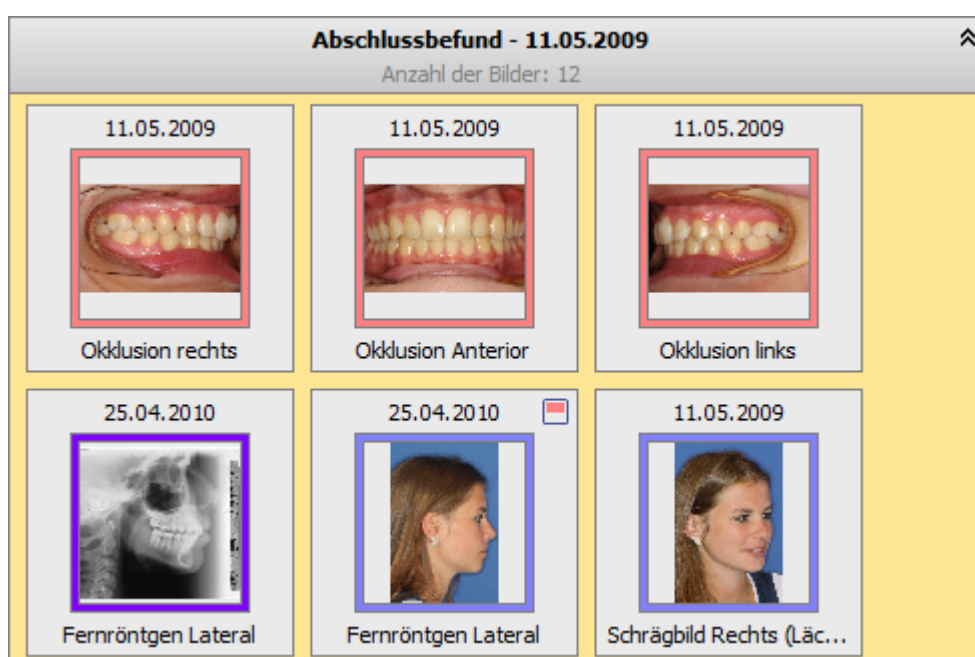 Abschlussbefund - 11.05.2009
Anzahl der Bilder: 12
11.05.2009
11.05.2009
11.05.2009
Okklusion rechts
Okklusion Anterior
Okklusion links
25.04.2010
25.04.2010
11.05.2009
Fernröntgen Lateral
Fernröntgen Lateral
Schrägbild Rechts (Läc...